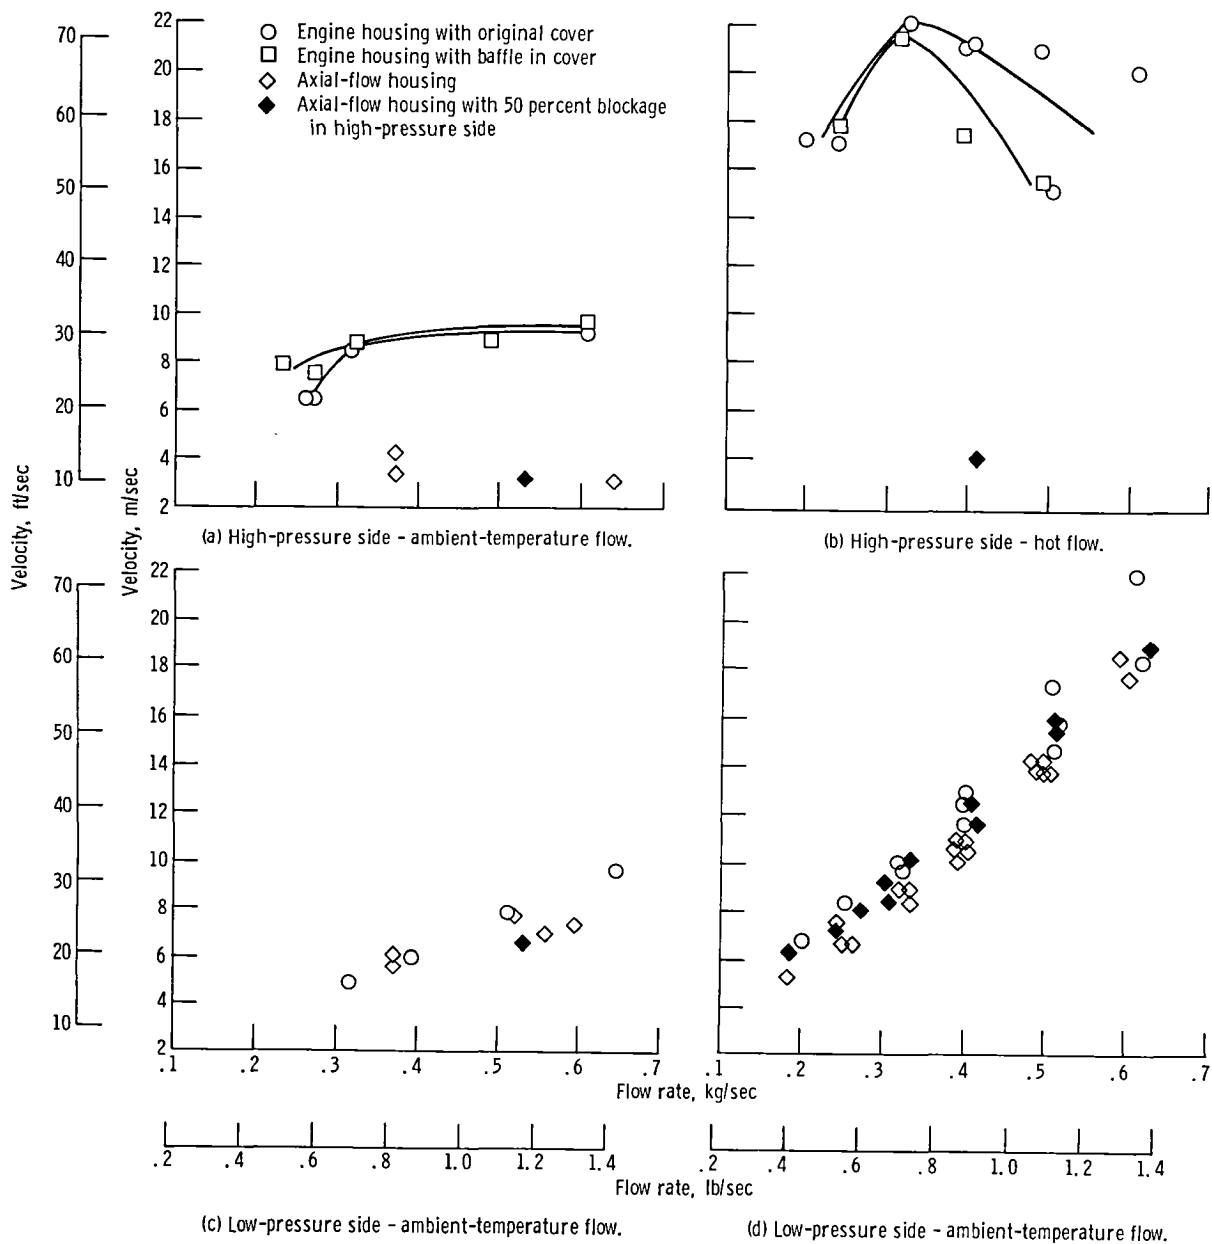 Engine housing with original cover
Engine housing with baffle in cover
Axial-flow housing
Axial-flow housing with 50 percent blockage
in high-pressure side
Velocity, ft/sec
70
60
50
40
30
20
10
Velocity, m/sec
22
20
18
16
14
12
10
8
6
4
2
(a) High-pressure side - ambient-temperature flow.
(b) High-pressure side - hot flow.
70
60
50
40
30
20
10
22
20
18
16
14
12
10
8
6
4
2
.1 .2 .3 .4 .5 .6 .7
.2 .3 .4 .5 .6 .7
Flow rate, kg/sec
.2 .4 .6 .8 1.0 1.2 1.4
.2 .4 .6 .8 1.0 1.2 1.4
Flow rate, lb/sec
(c) Low-pressure side - ambient-temperature flow.
(d) Low-pressure side - ambient-temperature flow.